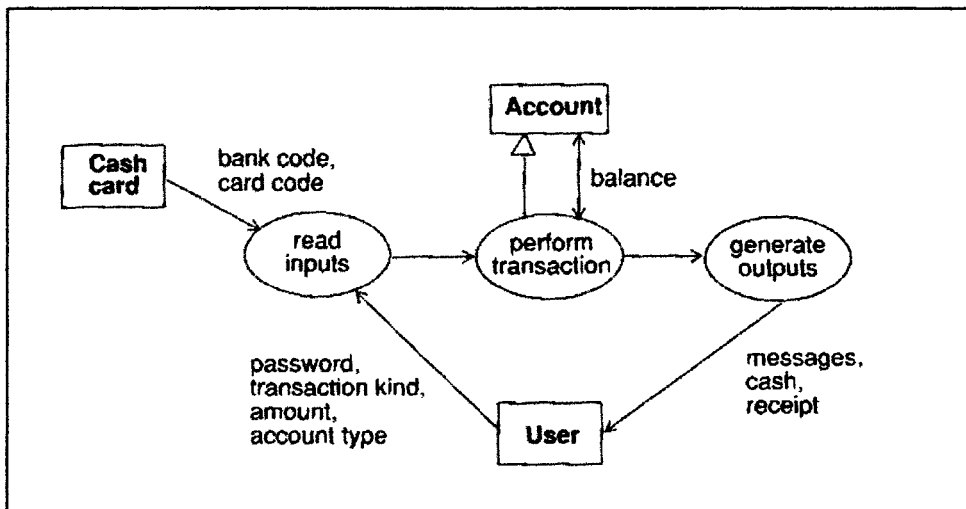 Account
Cash
card
bank code,
card code
balance
read
inputs
perform
transaction
generate
outputs
password,
transaction kind,
amount,
account type
messages,
cash,
receipt
User